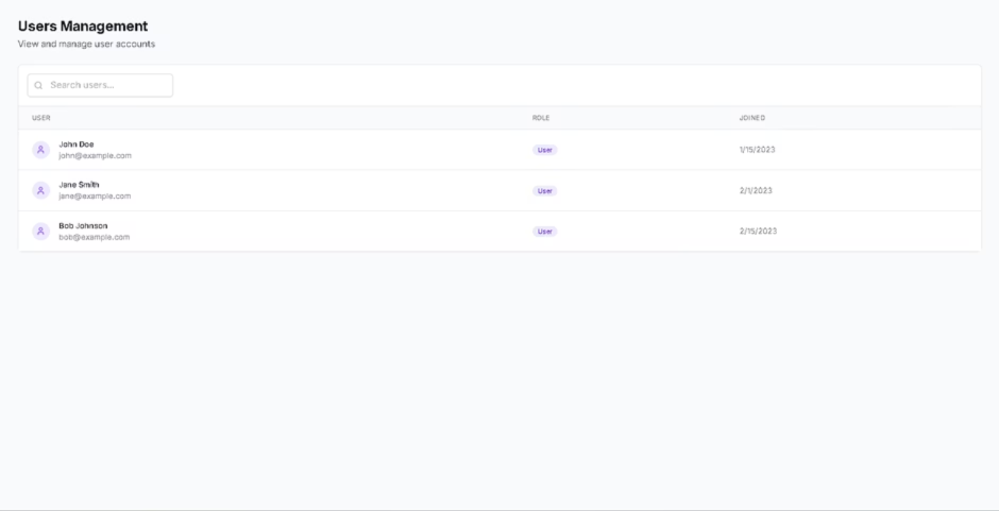 Users Management
View and manage user accounts
Search users...
USER ROLE JOINED
John Doe
john@example.com
User
1/15/2023
Jane Smith
jane@example.com
User
2/1/2023
Bob Johnson
bob@example.com
User
2/15/2023